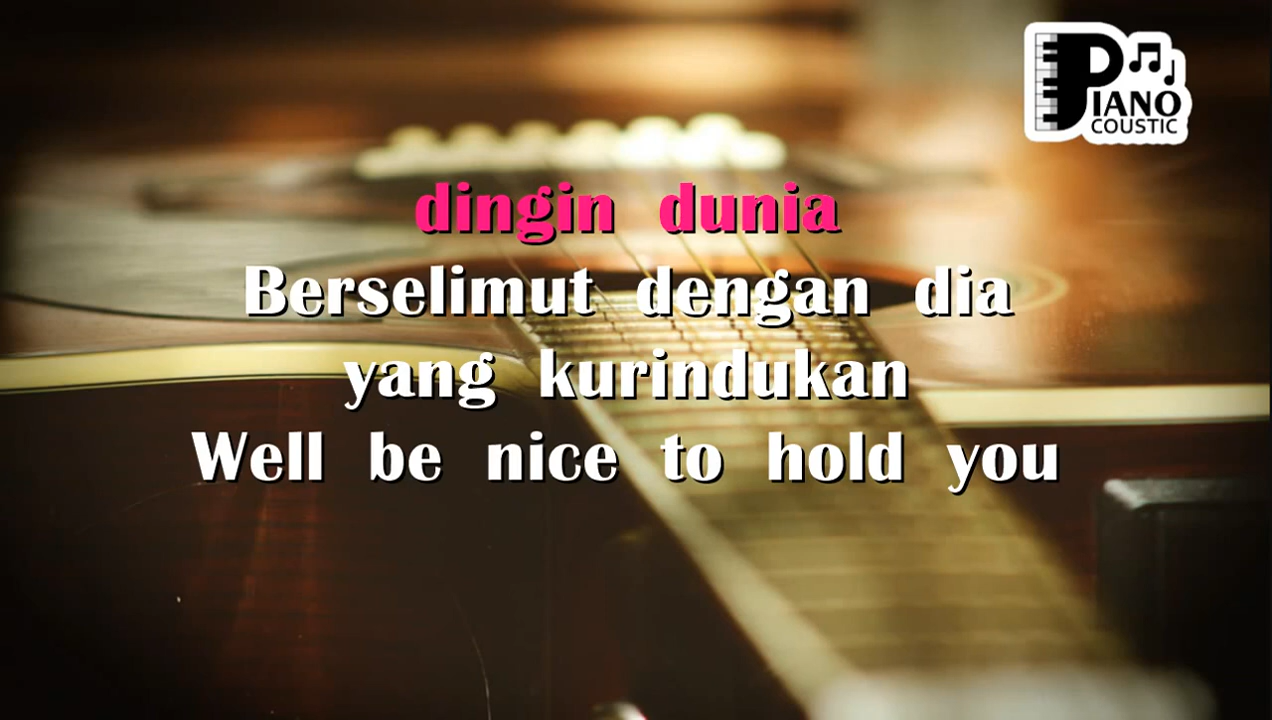 PIANO
COUSTIC
dingin dunia
Berselimut dengan dia
yang kurindukan
Well be nice to hold you